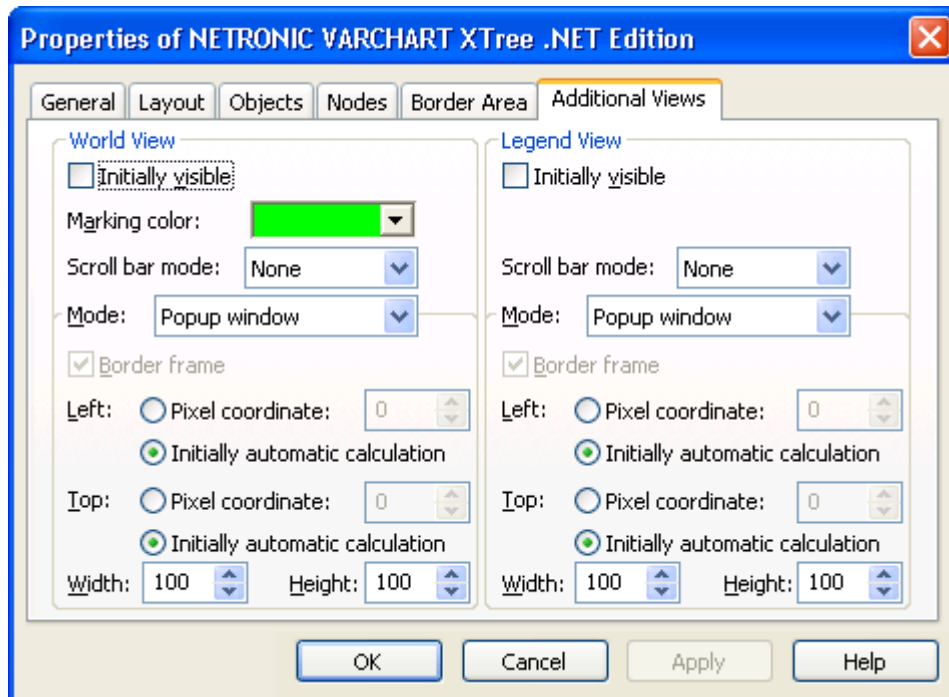 Properties of NETRONIC VARCHART XTree .NET Edition
General Layout Objects Nodes Border Area Additional Views
World View
Initially visible
Marking color:
Scroll bar mode: None
Mode: Popup window
Border frame
Left: Pixel coordinate: 0
Initially automatic calculation
Top: Pixel coordinate: 0
Initially automatic calculation
Width: 100 Height: 100
Legend View
Initially visible
Scroll bar mode: None
Mode: Popup window
Border frame
Left: Pixel coordinate: 0
Initially automatic calculation
Top: Pixel coordinate: 0
Initially automatic calculation
Width: 100 Height: 100
OK Cancel Apply Help